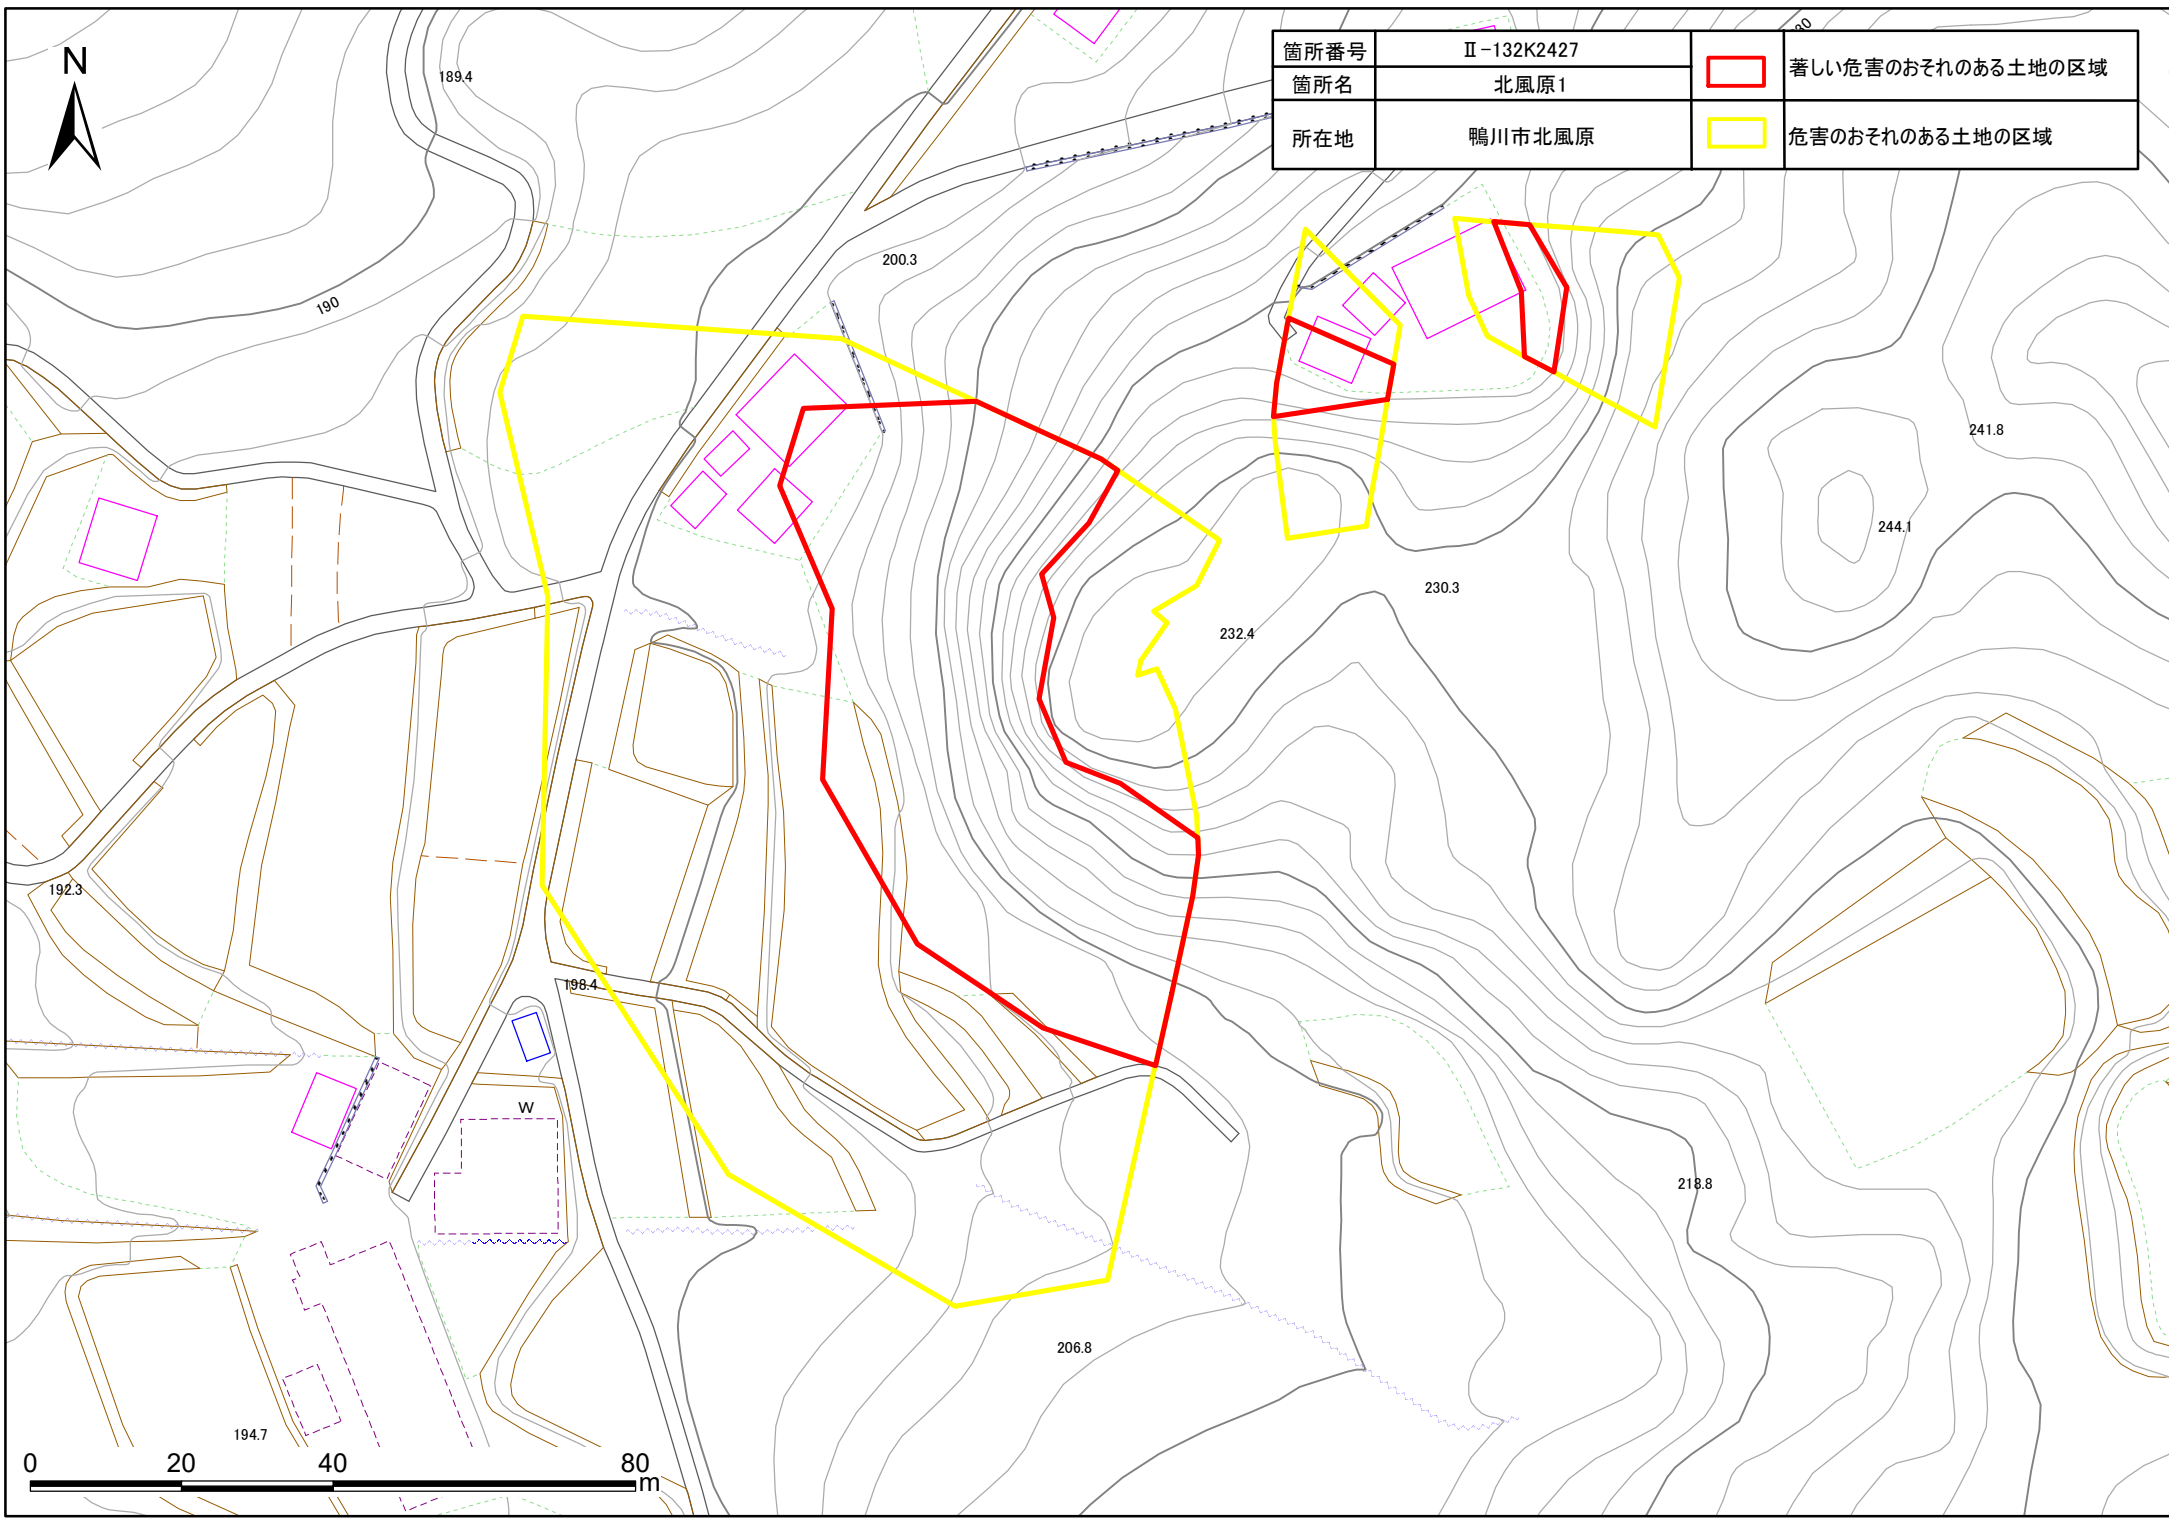 N
箇所番号 Ⅱ-132K2427
著しい危害のおそれのある土地の区域
箇所名 北風原1
所在地 鴨川市北風原
危害のおそれのある土地の区域
189.4
200.3
190
241.8
244.1
230.3
232.4
192.3
198.4
W
218.8
206.8
194.7
0 20 40 80
m